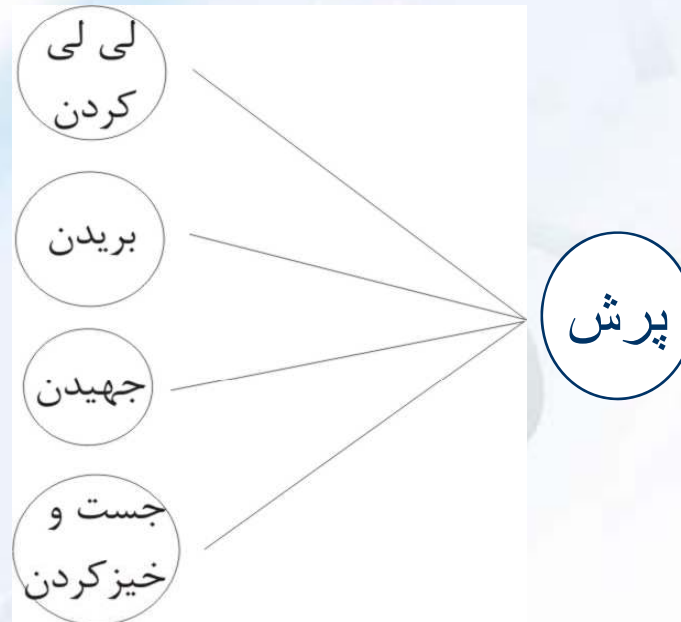 پرش
لی لی
کردن
بریدن
جهیدن
جست و
خیزکردن